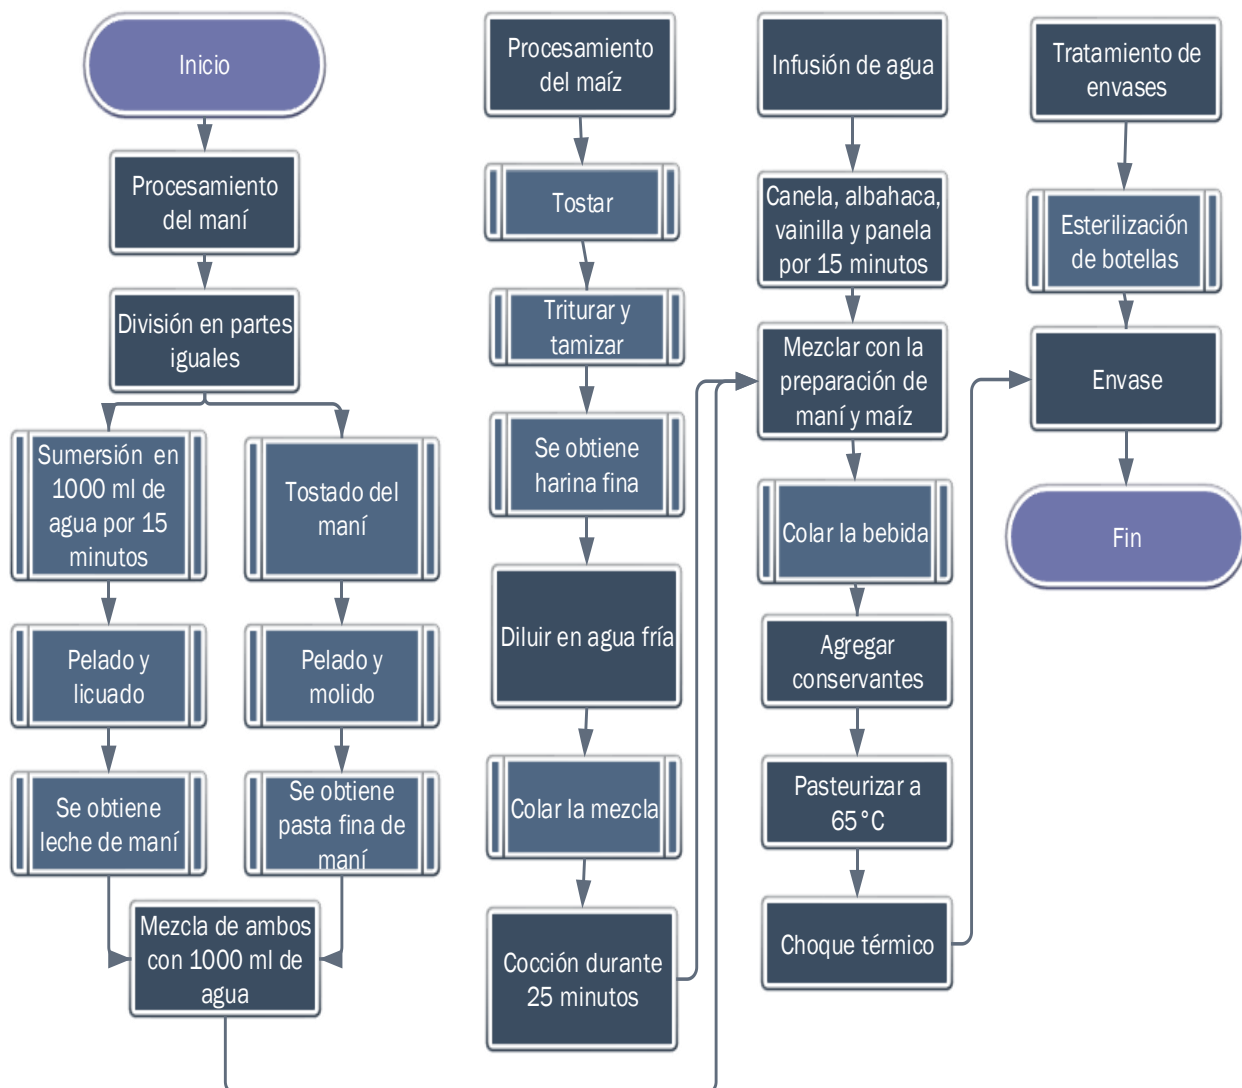 Inicio
Procesamiento
del maní
División en partes
iguales
Sumersión en
1000 ml de
agua por 15
minutos
Tostado del
maní
Pelado y
licuado
Pelado y
molido
Se obtiene
leche de maní
Se obtiene
pasta fina de
maní
Mezcla de ambos
con 1000 ml de
agua
Procesamiento
del maíz
Tostar
Triturar y
tamizar
Se obtiene
harina fina
Diluir en agua fría
Colar la mezcla
Cocción durante
25 minutos
Infusión de agua
Canela, albahaca,
vainilla y panela
por 15 minutos
Mezclar con la
preparación de
maní y maíz
Colar la bebida
Agregar
conservantes
Pasteurizar a
65°C
Choque térmico
Tratamiento de
envases
Esterilización
de botellas
Envase
Fin